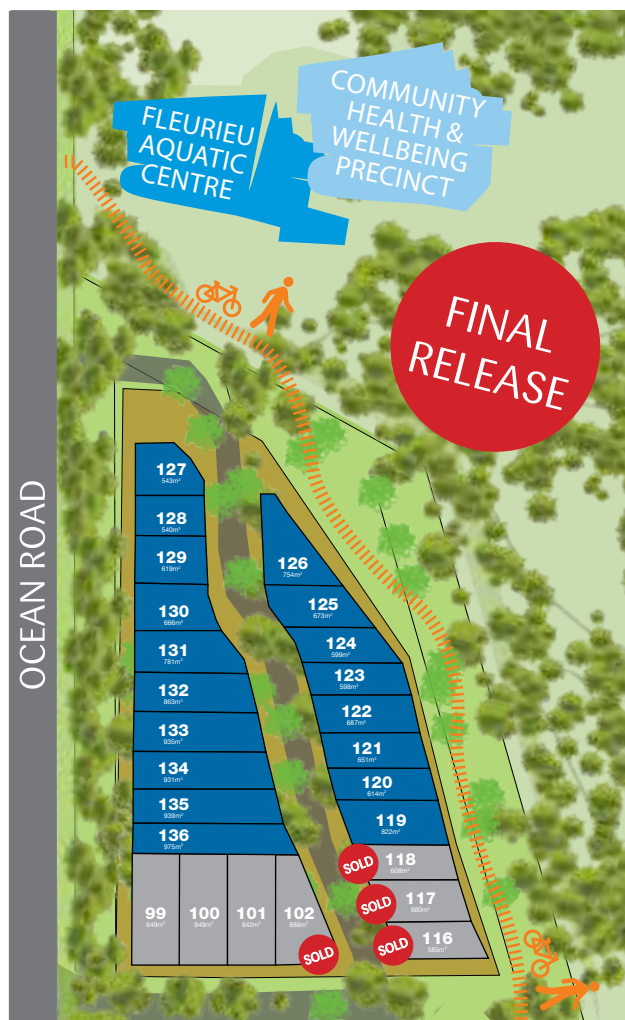 COMMUNITY
HEALTH &
WELLBEING
PRECINCT
FLEURIEU
AQUATIC
CENTRE
FINAL
RELEASE
OCEAN ROAD
127
543m²
128
540m²
129
619m²
130
666m²
131
781m²
132
863m²
133
935m²
134
931m²
135
939m²
136
975m²
126
754m²
125
673m²
124
599m²
123
598m²
122
687m²
121
651m²
120
614m²
119
822m²
SOLD
118
608m²
SOLD
117
680m²
SOLD
116
585m²
99
949m²
100
949m²
101
942m²
102
886m²
SOLD